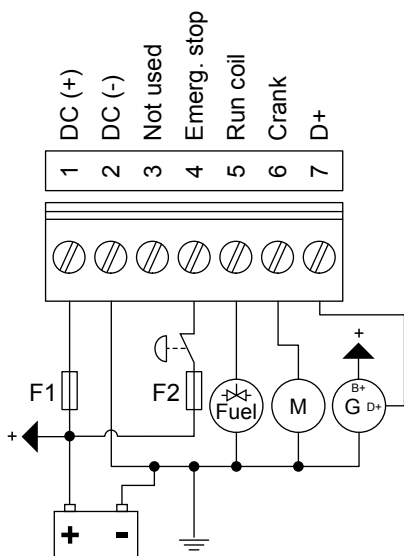 DC (+)
DC (-)
Not used
Emerg. stop
Run coil
Crank
D+
1 2 3 4 5 6 7
F1
F2
Fuel
M
+
B+
G D+
+
+ -